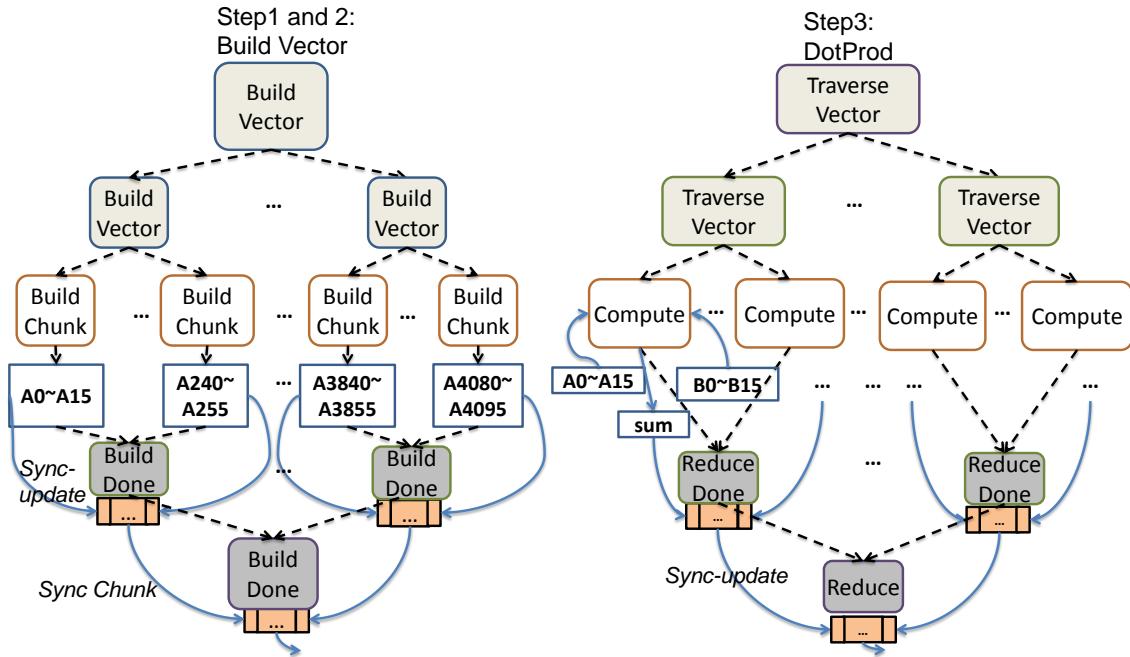 Step1 and 2:
Build Vector
Build
Vector
Build
Vector
...
Build
Vector
Build
Chunk
...
Build
Chunk
...
Build
Chunk
...
Build
Chunk
A0~A15
A240~
A255
...
A3840~
A3855
A4080~
A4095
Sync-
update
Build
Done
...
...
Build
Done
...
Sync Chunk
Build
Done
...
Step3:
DotProd
Traverse
Vector
Traverse
Vector
...
Traverse
Vector
Compute
...
Compute
...
Compute
...
Compute
A0~A15
B0~B15
... ... ... ...
sum
Reduce
Done
...
...
Reduce
Done
...
Sync-update
Reduce
...